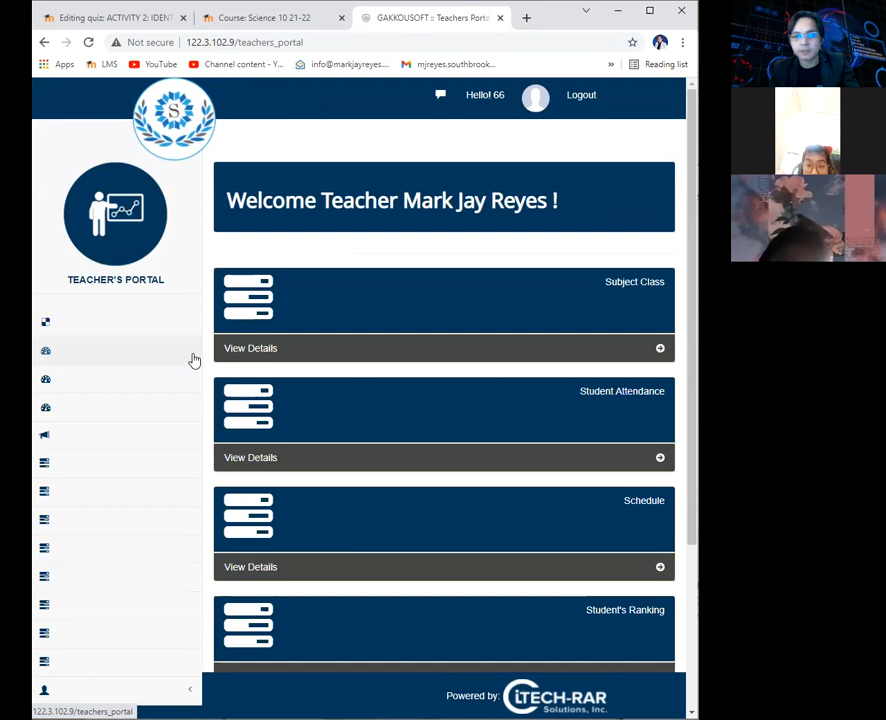 Editing quiz: ACTIVITY 2: IDENT
Course: Science 10 21-22
GAKKOUSOFT :: Teachers Porta
Not secure
122.3.102.9/teachers_portal
Apps
LMS
YouTube
Channel content - Y...
info@markjayreyes....
mjreyes.southbrook...
»
Reading list
S
Hello! 66
Logout
TEACHER'S PORTAL
Welcome Teacher Mark Jay Reyes !
Subject Class
View Details
Student Attendance
View Details
Schedule
View Details
Student's Ranking
Powered by:
iTECH-RAR
Solutions, Inc.
122.3.102.9/teachers_portal